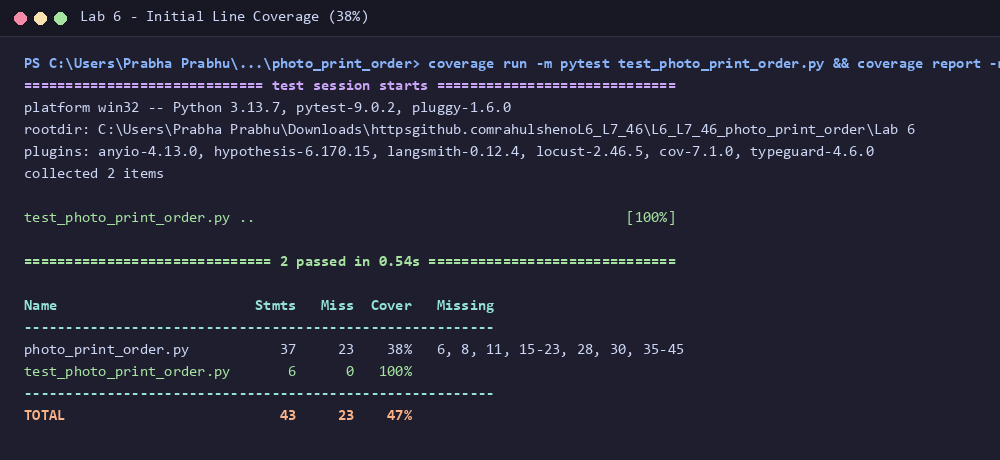 Lab 6 - Initial Line Coverage (38%)
PS C:\Users\Prabha Prabhu\...\photo_print_order> coverage run -m pytest test_photo_print_order.py && coverage report -m
============================= test session starts =============================
platform win32 -- Python 3.13.7, pytest-9.0.2, pluggy-1.6.0
rootdir: C:\Users\Prabha Prabhu\Downloads\httpsgithub.comrahulshenoL6_L7_46\L6_L7_46_photo_print_order\Lab 6
plugins: anyio-4.13.0, hypothesis-6.170.15, langsmith-0.12.4, locust-2.46.5, cov-7.1.0, typeguard-4.6.0
collected 2 items
test_photo_print_order.py .. [100%]
============================== 2 passed in 0.54s ==============================
Name Stmts Miss Cover Missing
---------------------------------------------------------
photo_print_order.py 37 23 38% 6, 8, 11, 15-23, 28, 30, 35-45
test_photo_print_order.py 6 0 100%
---------------------------------------------------------
TOTAL 43 23 47%